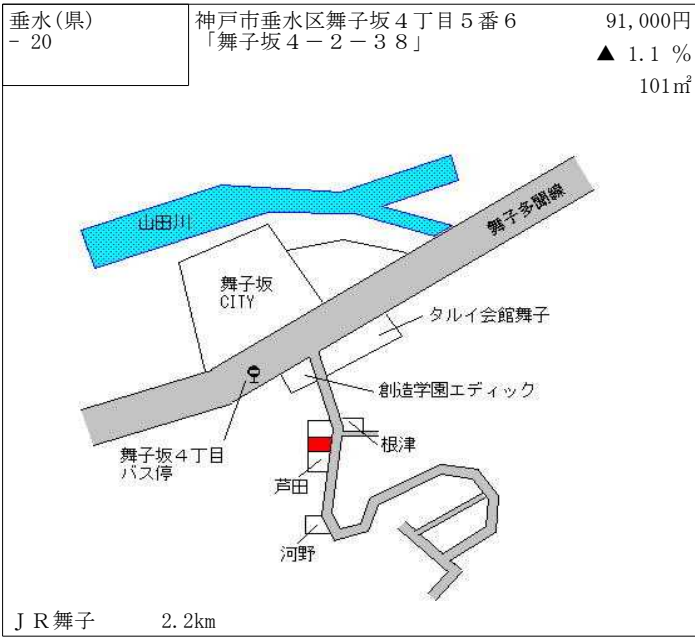 垂水(県)
- 20
神戸市垂水区舞子坂４丁目５番６
「舞子坂４－２－３８」
91,000円
▲ 1.1 %
101㎡
山田川
舞子多聞線
舞子坂
CITY
タルイ会館舞子
創造学園エディック
舞子坂４丁目
バス停
根津
芦田
河野
ＪＲ舞子 2.2km